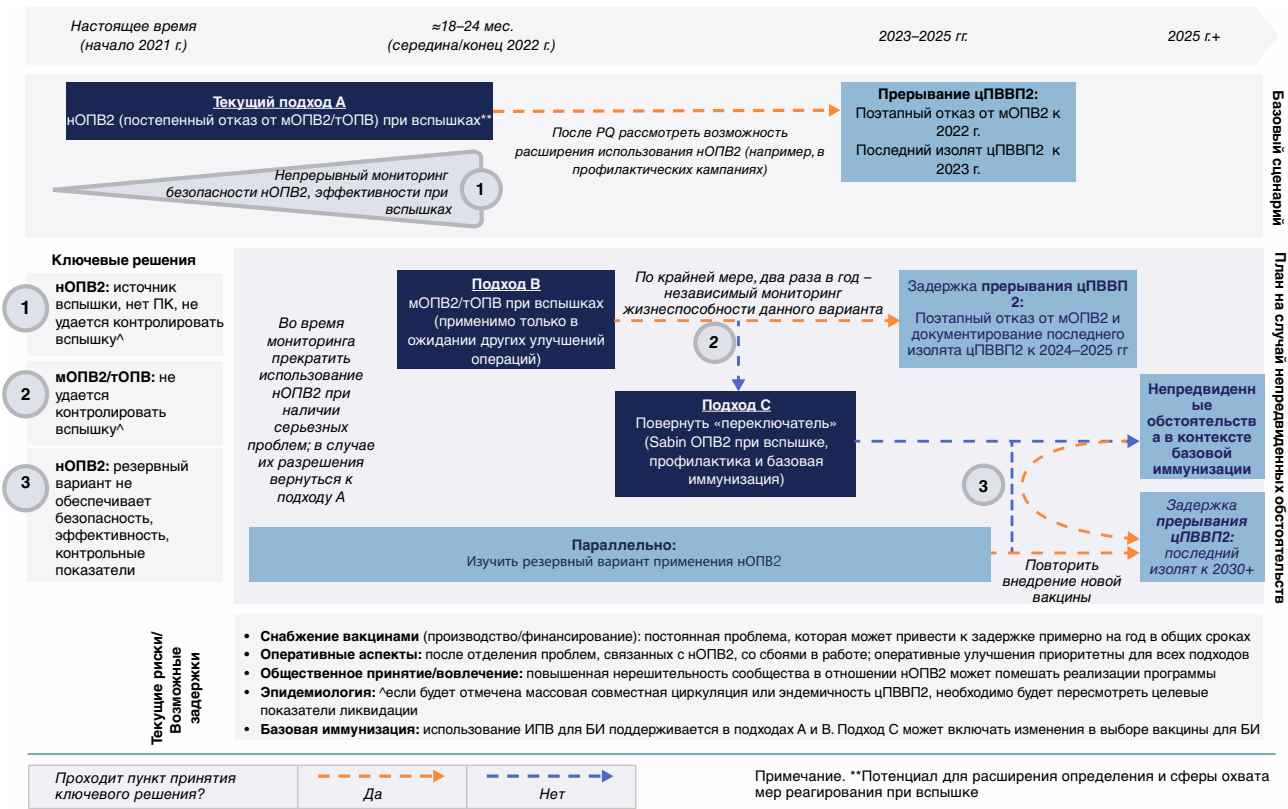 Настоящее время
(начало 2021 г.)
≈18–24 мес.
(середина/конец 2022 г.)
2023–2025 гг.
2025 г.+
Базовый сценарий
Текущий подход А
нОПВ2 (постепенный отказ от мОПВ2/тОПВ) при вспышках**
После PQ рассмотреть возможность
расширения использования нОПВ2 (например, в
профилактических кампаниях)
Прерывание цПВВП2:
Поэтапный отказ от мОПВ2 к
2022 г.
Последний изолят цПВВП2 к
2023 г.
Непрерывный мониторинг
безопасности нОПВ2, эффективности при
вспышках
1
Ключевые решения
1
нОПВ2: источник
вспышки, нет ПК, не
удается контролировать
вспышку^
2
мОПВ2/тОПВ: не
удается
контролировать
вспышку^
3
нОПВ2: резервный
вариант не
обеспечивает
безопасность,
эффективность,
контрольные
показатели
План на случай непредвиденных обстоятельств
Во время
мониторинга
прекратить
использование
нОПВ2 при
наличии
серьезных
проблем; в случае
их разрешения
вернуться к
подходу А
Подход В
мОПВ2/тОПВ при вспышках
(применимо только в
ожидании других улучшений
операций)
По крайней мере, два раза в год –
независимый мониторинг
жизнеспособности данного варианта
2
Задержка прерывания цПВВП
2:
Поэтапный отказ от мОПВ2 и
документирование последнего
изолята цПВВП2 к 2024–2025 гг
Подход С
Повернуть «переключатель»
(Sabin ОПВ2 при вспышке,
профилактика и базовая
иммунизация)
3
Непредвиденн
ые
обстоятельств
а в контексте
базовой
иммунизации
Задержка
прерывания
цПВВП2:
последний
изолят к 2030+
Параллельно:
Изучить резервный вариант применения нОПВ2
Повторить
внедрение новой
вакцины
Текущие риски/
Возможные
задержки
• Снабжение вакцинами (производство/финансирование): постоянная проблема, которая может привести к задержке примерно на год в общих сроках
• Оперативные аспекты: после отделения проблем, связанных с нОПВ2, со сбоями в работе; оперативные улучшения приоритетны для всех подходов
• Общественное принятие/вовлечение: повышенная нерешительность сообщества в отношении нОПВ2 может помешать реализации программы
• Эпидемиология: ^если будет отмечена массовая совместная циркуляция или эндемичность цПВВП2, необходимо будет пересмотреть целевые
показатели ликвидации
• Базовая иммунизация: использование ИПВ для БИ поддерживается в подходах А и В. Подход С может включать изменения в выборе вакцины для БИ
Проходит пункт принятия
ключевого решения?
Да
Нет
Примечание. **Потенциал для расширения определения и сферы охвата
мер реагирования при вспышке